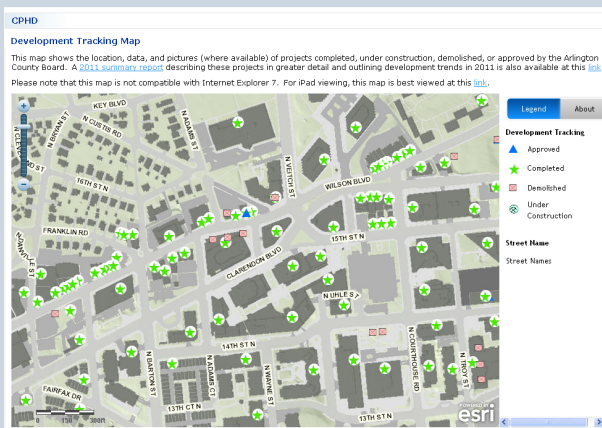 CPHD
Development Tracking Map
This map shows the location, data, and pictures (where available) of projects completed, under construction, demolished, or approved by the Arlington
County Board. A 2011 summary report describing these projects in greater detail and outlining development trends in 2011 is also available at this link
Please note that this map is not compatible with Internet Explorer 7. For iPad viewing, this map is best viewed at this link.
Legend
About
Development Tracking
Approved
Completed
Demolished
Under
Construction
Street Name
Street Names
KEY BLVD
N CUSTIS RD
N BRYAN ST
N ADAMS ST
N VEITCH ST
16TH ST N
WILSON BLVD
FRANKLIN RD
15TH ST N
CLARENDON BLVD
N UHLE ST
14TH ST N
N BARTON ST
N ADAMS CT
N WAYNE ST
N COURTHOUSE RD
N TROY ST
FAIRFAX DR
13TH CT N
13TH ST N
0 150 300ft
POWERED BY
esri